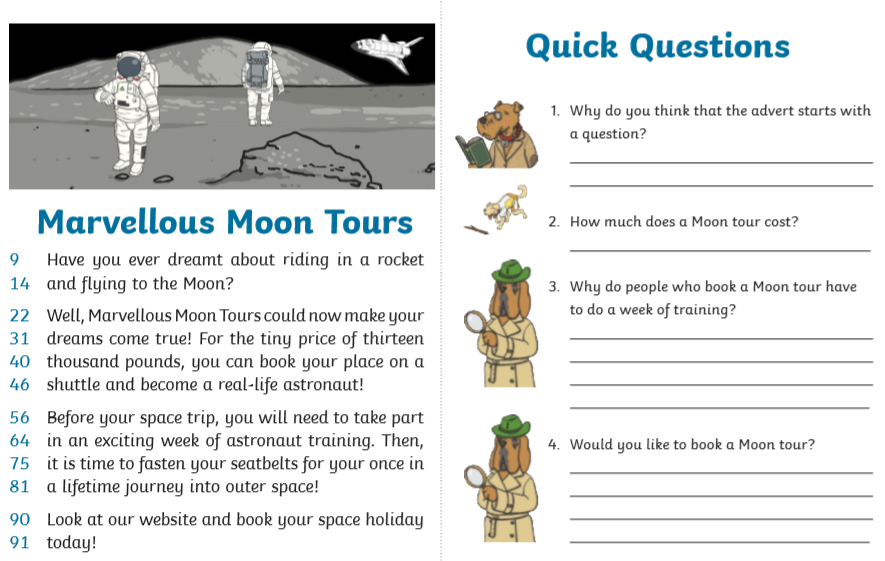 Marvellous Moon Tours
9 Have you ever dreamt about riding in a rocket
14 and flying to the Moon?
22 Well, Marvellous Moon Tours could now make your
31 dreams come true! For the tiny price of thirteen
40 thousand pounds, you can book your place on a
46 shuttle and become a real-life astronaut!
56 Before your space trip, you will need to take part
64 in an exciting week of astronaut training. Then,
75 it is time to fasten your seatbelts for your once in
81 a lifetime journey into outer space!
90 Look at our website and book your space holiday
91 today!
Quick Questions
1. Why do you think that the advert starts with
a question?
2. How much does a Moon tour cost?
3. Why do people who book a Moon tour have
to do a week of training?
4. Would you like to book a Moon tour?